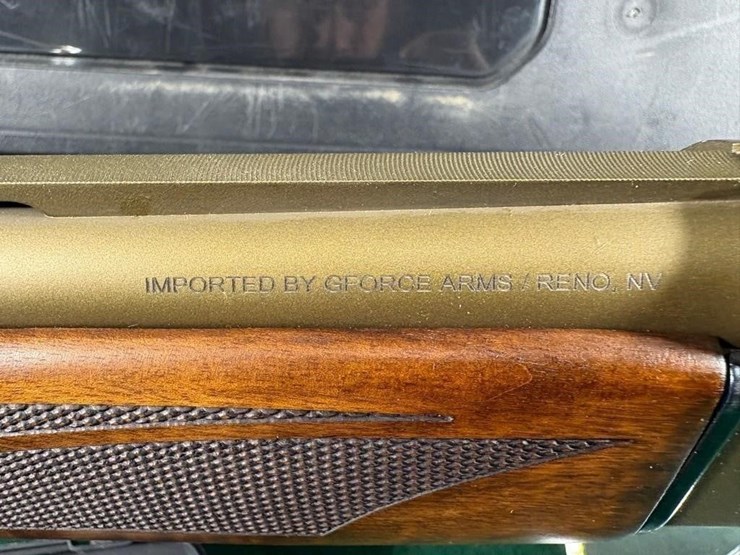 IMPORTED BY GFORCE ARMS / RENO, NV